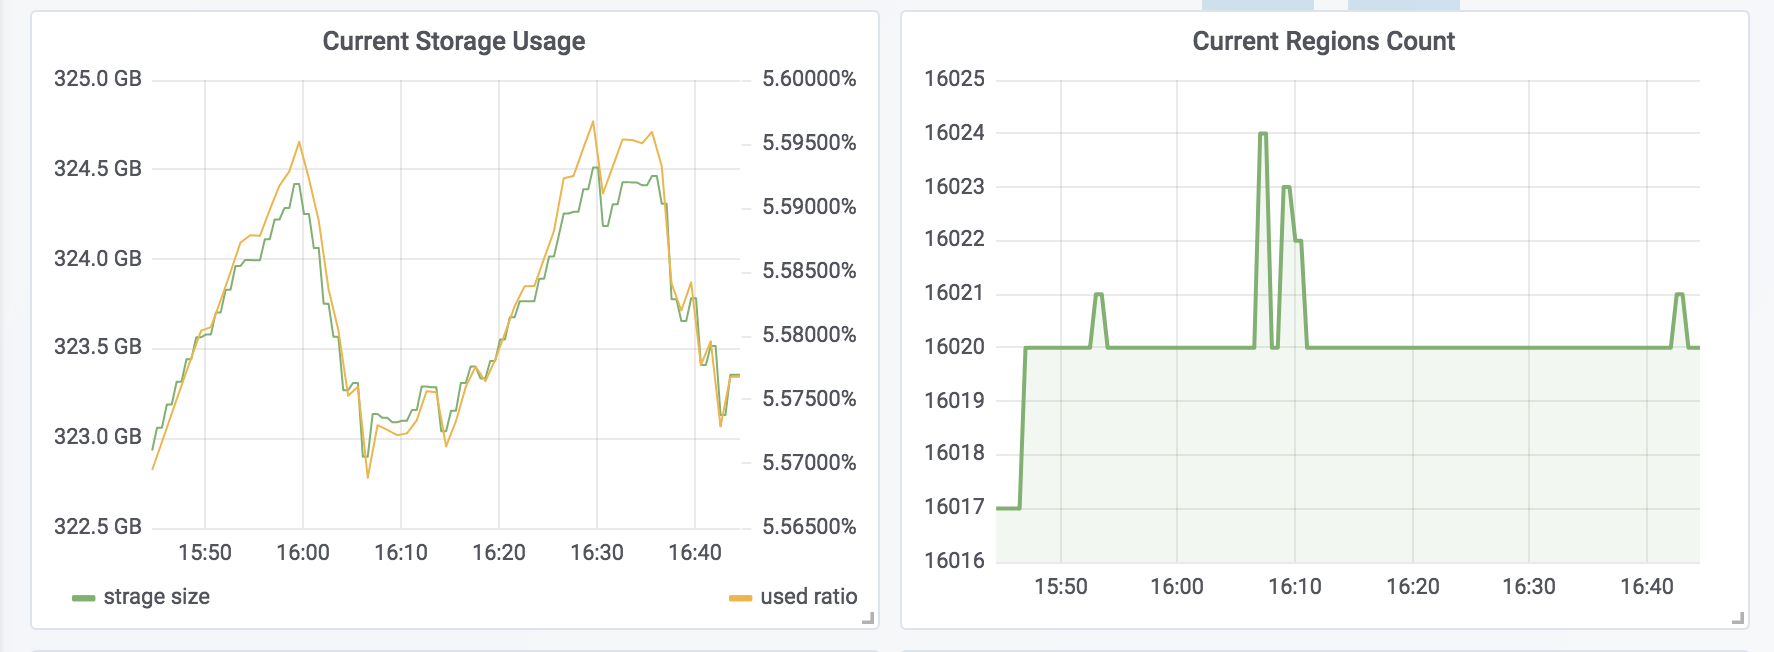 Current Storage Usage
325.0 GB
324.5 GB
324.0 GB
323.5 GB
323.0 GB
322.5 GB
5.60000%
5.59500%
5.59000%
5.58500%
5.58000%
5.57500%
5.57000%
5.56500%
15:50 16:00 16:10 16:20 16:30 16:40
strage size used ratio
Current Regions Count
16025
16024
16023
16022
16021
16020
16019
16018
16017
16016
15:50 16:00 16:10 16:20 16:30 16:40